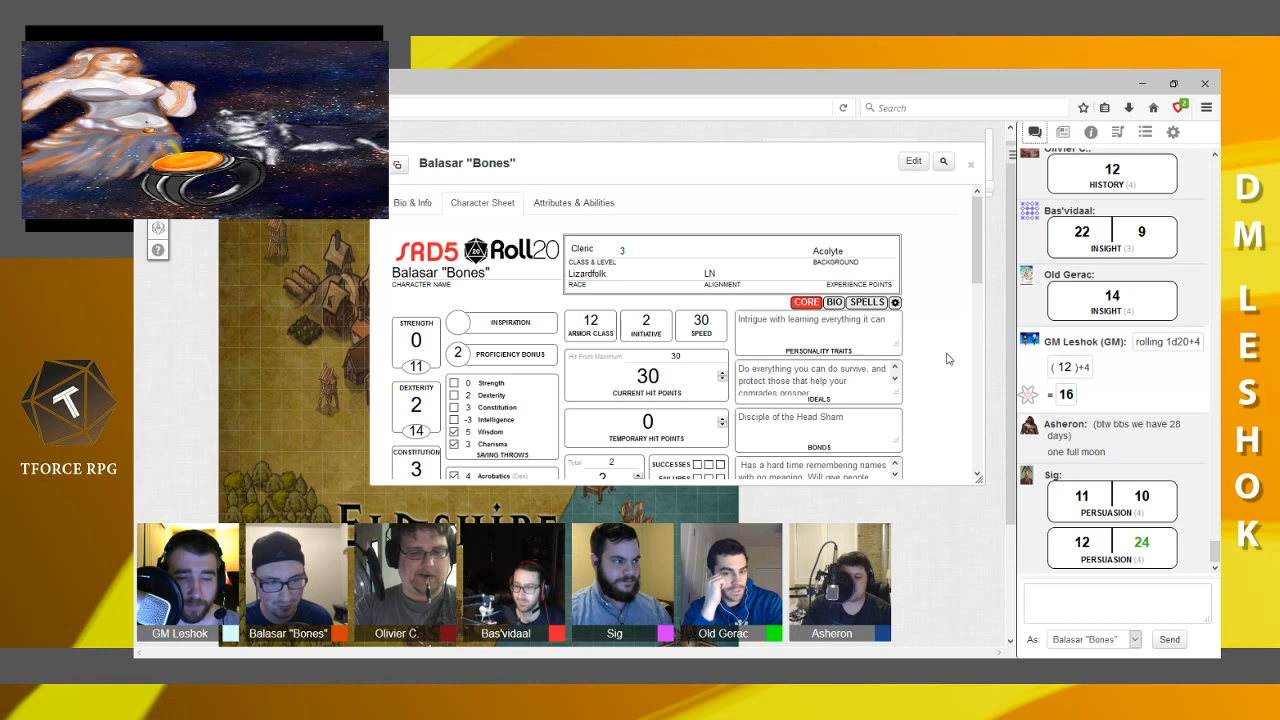 Search
2
Balasar "Bones"
Edit
Bio & Info
Character Sheet
Attributes & Abilities
SRD5 Roll20
20
Balasar "Bones"
CHARACTER NAME
Cleric 3 Acolyte
CLASS & LEVEL BACKGROUND
Lizardfolk LN
RACE ALIGNMENT EXPERIENCE POINTS
CORE BIO SPELLS
STRENGTH
0
11
DEXTERITY
2
14
CONSTITUTION
3
INSPIRATION
2 PROFICIENCY BONUS
0 Strength
2 Dexterity
3 Constitution
-3 Intelligence
5 Wisdom
3 Charisma
SAVING THROWS
4 Acrobatics (Dex)
12
ARMOR CLASS
2
INITIATIVE
30
SPEED
Hit Point Maximum 30
30
CURRENT HIT POINTS
0
TEMPORARY HIT POINTS
Total 2
SUCCESSES
FAILURES
Intrigue with learning everything it can.
PERSONALITY TRAITS
Do everything you can do survive, and
protect those that help your
comrades prosper
IDEALS
Disciple of the Head Sham
BONDS
Has a hard time remembering names
with no meaning. Will give people
Olivier C.:
12
HISTORY (4)
Bas'vidaal:
22 9
INSIGHT (3)
Old Gerac:
14
INSIGHT (4)
GM Leshok (GM): rolling 1d20+4
( 12 )+4
= 16
Asheron: (btw bbs we have 28
days)
one full moon
Sig:
11 10
PERSUASION (4)
12 24
PERSUASION (4)
As: Balasar "Bones" Send
T
TFORCE RPG
ELDSHIRE
GM Leshok
Balasar "Bones"
Olivier C.
Bas'vidaal
Sig
Old Gerac
Asheron
DM LESHOK